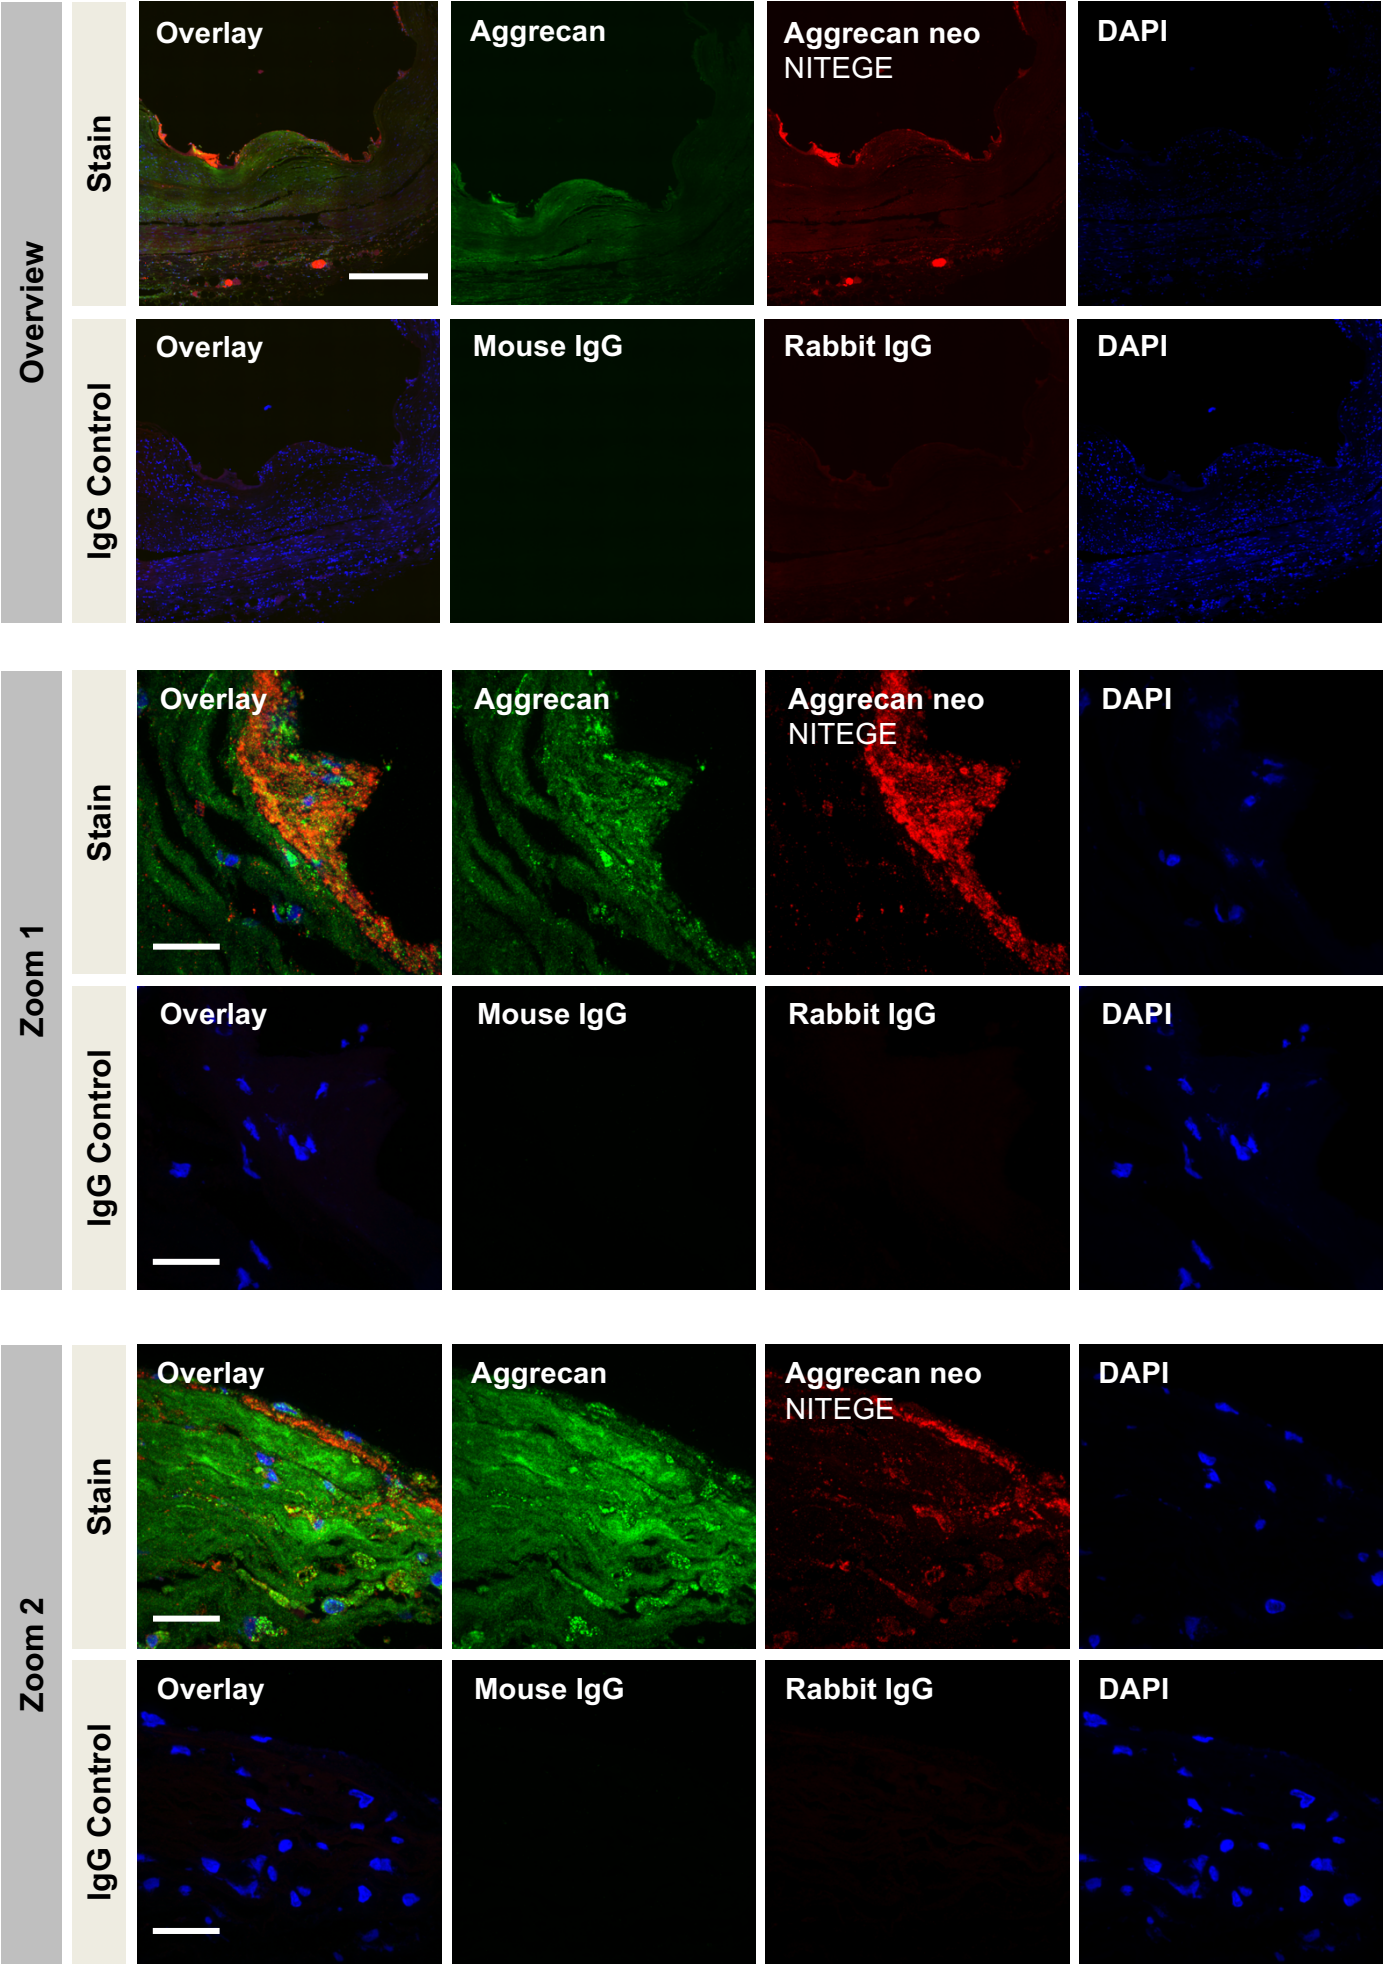 Overview
Stain
Overlay
Aggrecan
Aggrecan neo
NITEGE
DAPI
IgG Control
Overlay
Mouse IgG
Rabbit IgG
DAPI
Zoom 1
Stain
Overlay
Aggrecan
Aggrecan neo
NITEGE
DAPI
IgG Control
Overlay
Mouse IgG
Rabbit IgG
DAPI
Zoom 2
Stain
Overlay
Aggrecan
Aggrecan neo
NITEGE
DAPI
IgG Control
Overlay
Mouse IgG
Rabbit IgG
DAPI